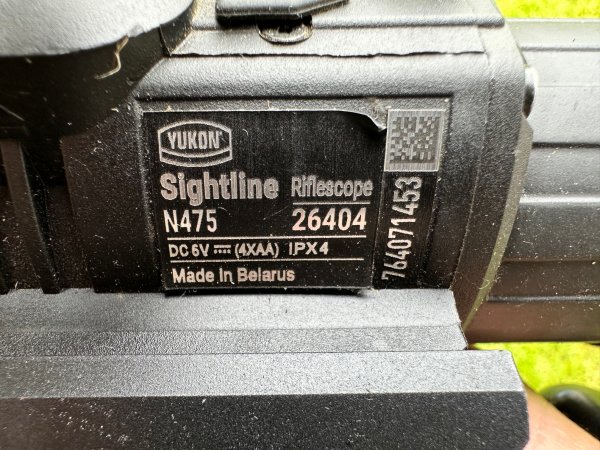 YUKON
Sightline Riflescope
N475 26404
DC 6V (4XAA) IPX4
Made in Belarus
764071453